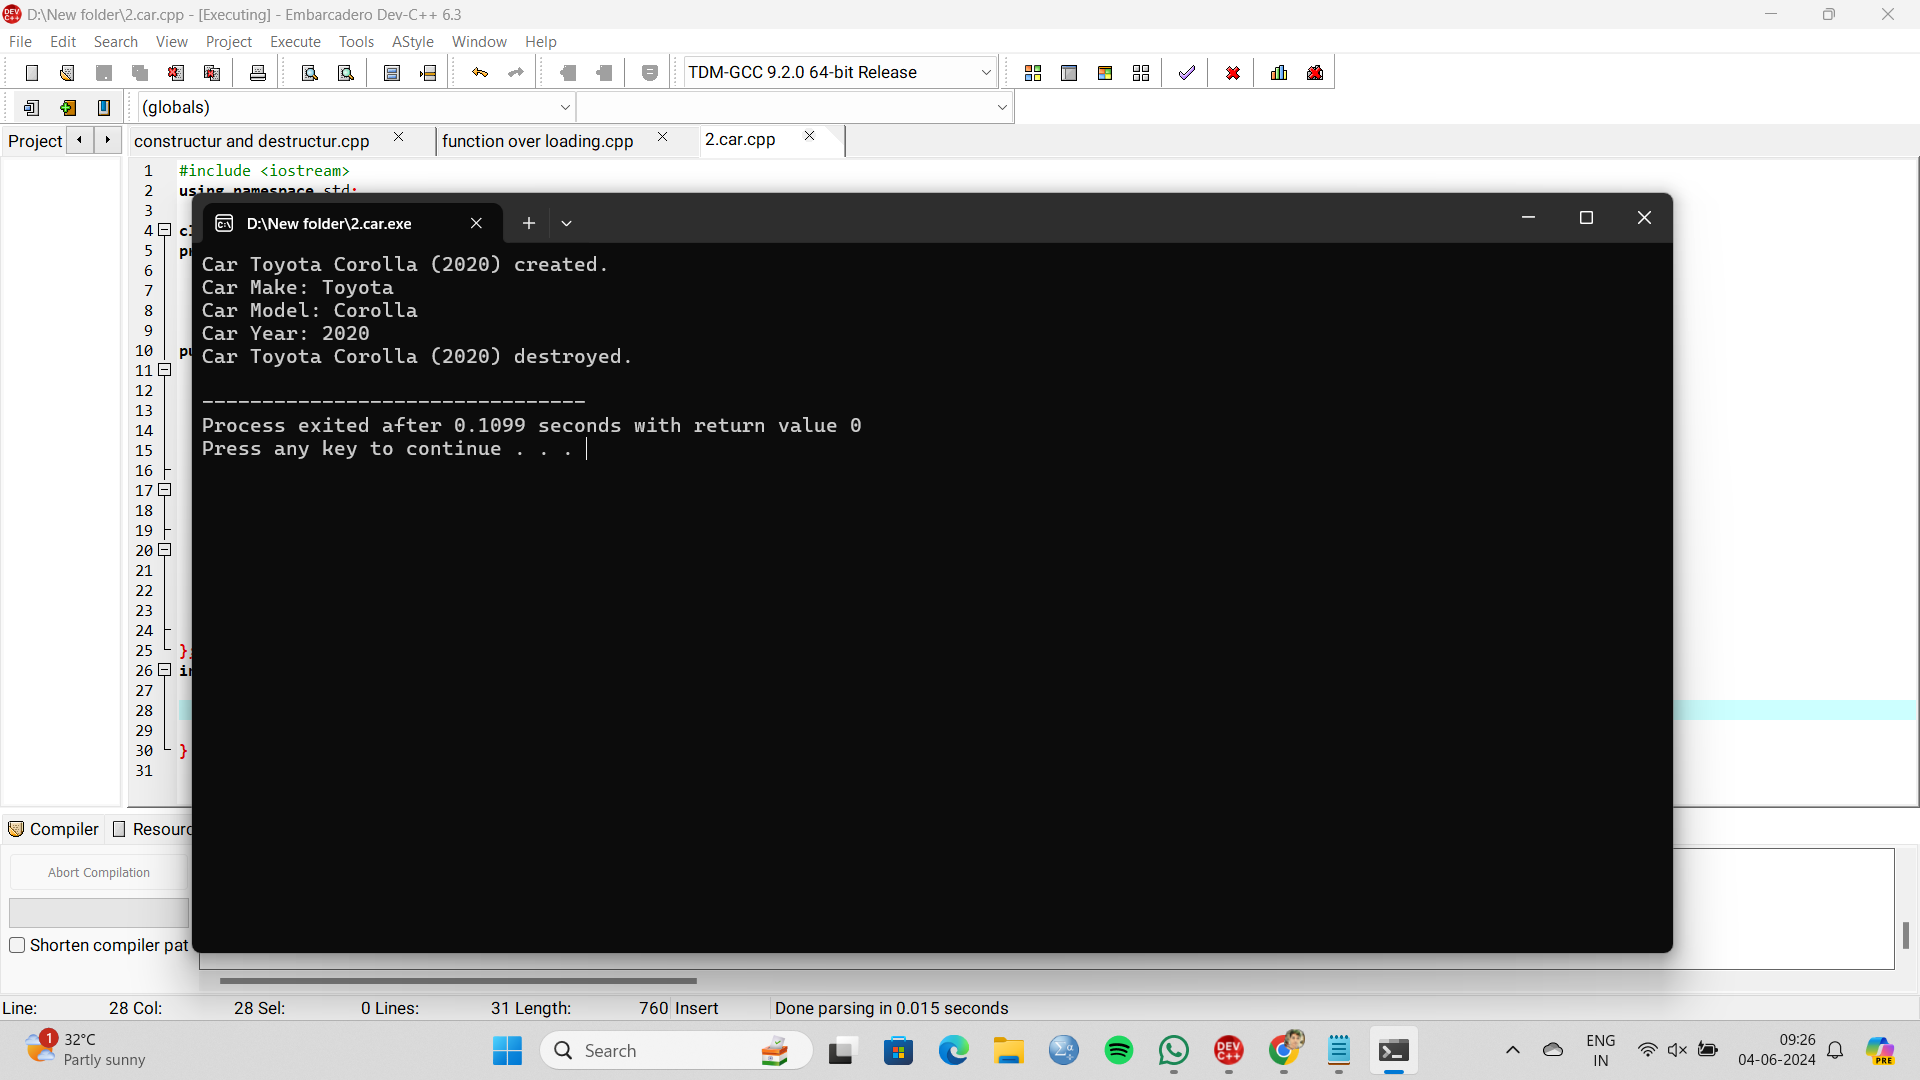 D:\New folder\2.car.cpp - [Executing] - Embarcadero Dev-C++ 6.3
File Edit Search View Project Execute Tools AStyle Window Help
TDM-GCC 9.2.0 64-bit Release
(globals)
Project constructur and destructur.cpp function over loading.cpp 2.car.cpp
1 #include <iostream>
2 using namespace std;
3
4
5
6
7
8
9
10
11
12
13
14
15
16
17
18
19
20
21
22
23
24
25 };
26
27
28
29
30 }
31
D:\New folder\2.car.exe
Car Toyota Corolla (2020) created.
Car Make: Toyota
Car Model: Corolla
Car Year: 2020
Car Toyota Corolla (2020) destroyed.
--------------------------------
Process exited after 0.1099 seconds with return value 0
Press any key to continue . . .
Compiler
Abort Compilation
Shorten compiler pat
Line: 28 Col: 28 Sel: 0 Lines: 31 Length: 760 Insert Done parsing in 0.015 seconds
1 32°C
Partly sunny
Search
DEV C++
PRE
ENG
IN
09:26
04-06-2024